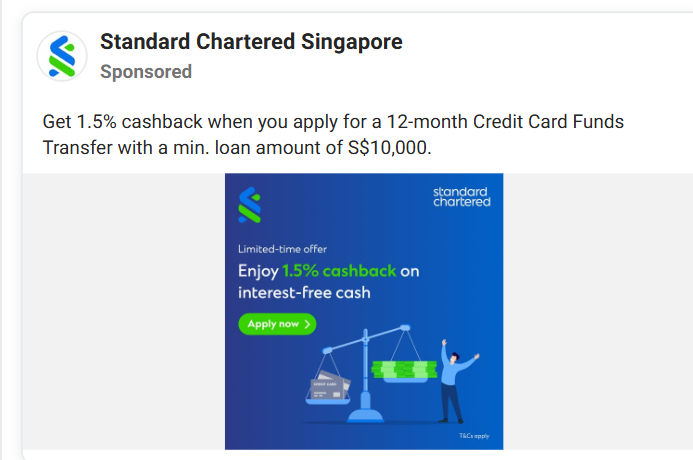 Standard Chartered Singapore
Sponsored
Get 1.5% cashback when you apply for a 12-month Credit Card Funds
Transfer with a min. loan amount of S$10,000.
standard
chartered
Limited-time offer
Enjoy 1.5% cashback on
interest-free cash
Apply now
CREDIT CARD
T&Cs apply